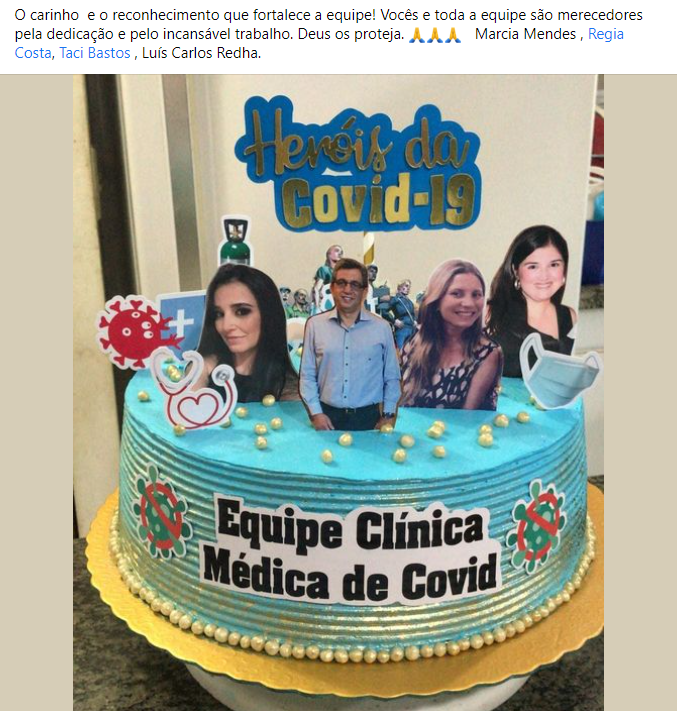 O carinho  e o reconhecimento que fortalece a equipe! Vocês e toda a equipe são merecedores
pela dedicação e pelo incansável trabalho. Deus os proteja. 🙏🙏🙏   Marcia Mendes , Regia
Costa, Taci Bastos , Luís Carlos Redha.
Heróis da
Covid-19
Equipe Clínica
Médica de Covid